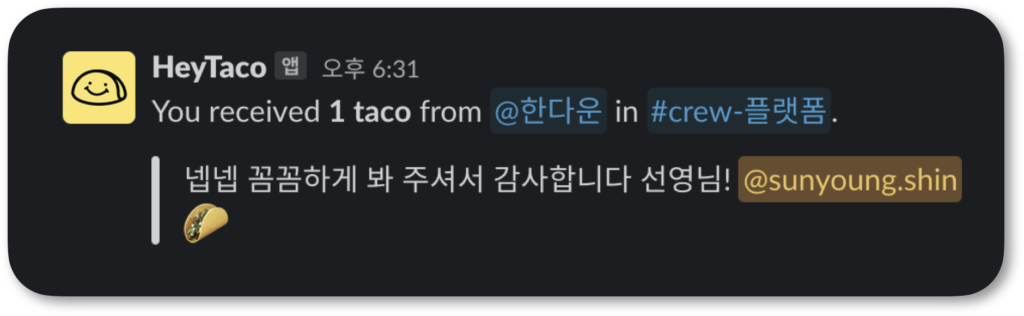 HeyTaco 앱 오후 6:31
You received 1 taco from @한다운 in #crew-플랫폼.
넵넵 꼼꼼하게 봐 주셔서 감사합니다 선영님! @sunyoung.shin